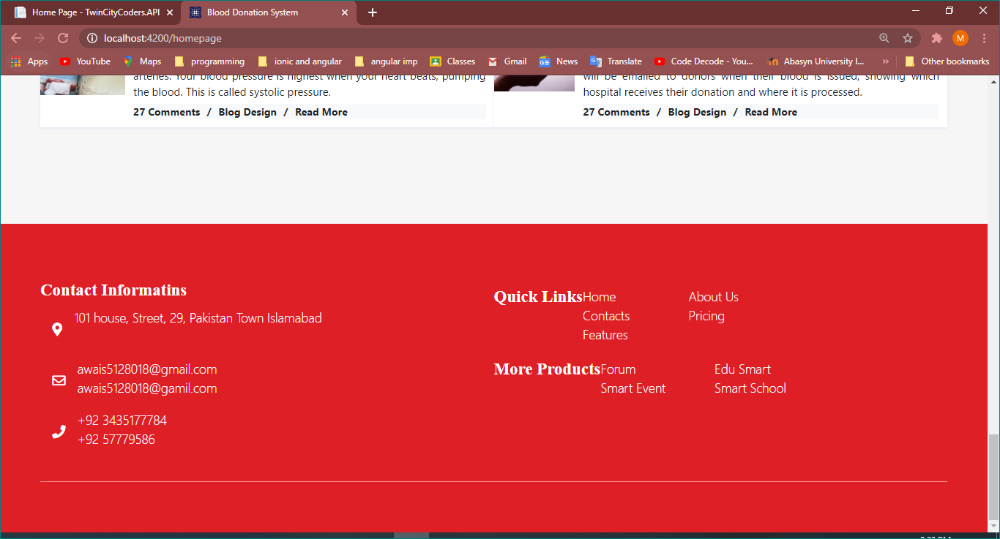 Home Page - TwinCityCoders.API
Blood Donation System
localhost:4200/homepage
M
Apps YouTube Maps programming ionic and angular angular imp Classes Gmail News Translate Code Decode - You... Abasyn University I... » Other bookmarks
arteries. Your blood pressure is highest when your heart beats, pumping
the blood. This is called systolic pressure.
27 Comments / Blog Design / Read More
will be emailed to donors when their blood is issued, showing which
hospital receives their donation and where it is processed.
27 Comments / Blog Design / Read More
Contact Informatins
101 house, Street, 29, Pakistan Town Islamabad
awais5128018@gmail.com
awais5128018@gamil.com
+92 3435177784
+92 57779586
Quick Links
Home
Contacts
Features
About Us
Pricing
More Products
Forum
Smart Event
Edu Smart
Smart School